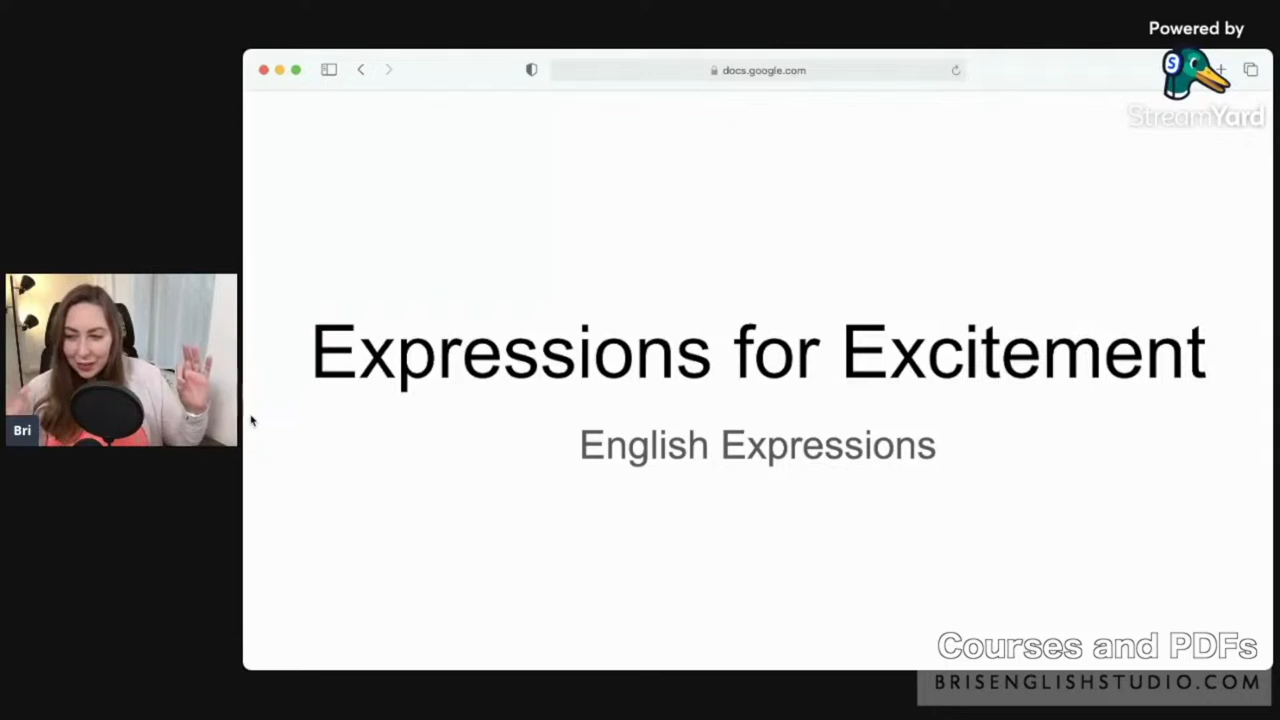 Powered by
docs.google.com
S
StreamYard
Expressions for Excitement
English Expressions
Bri
Courses and PDFs
BRISENGLISHSTUDIO.COM